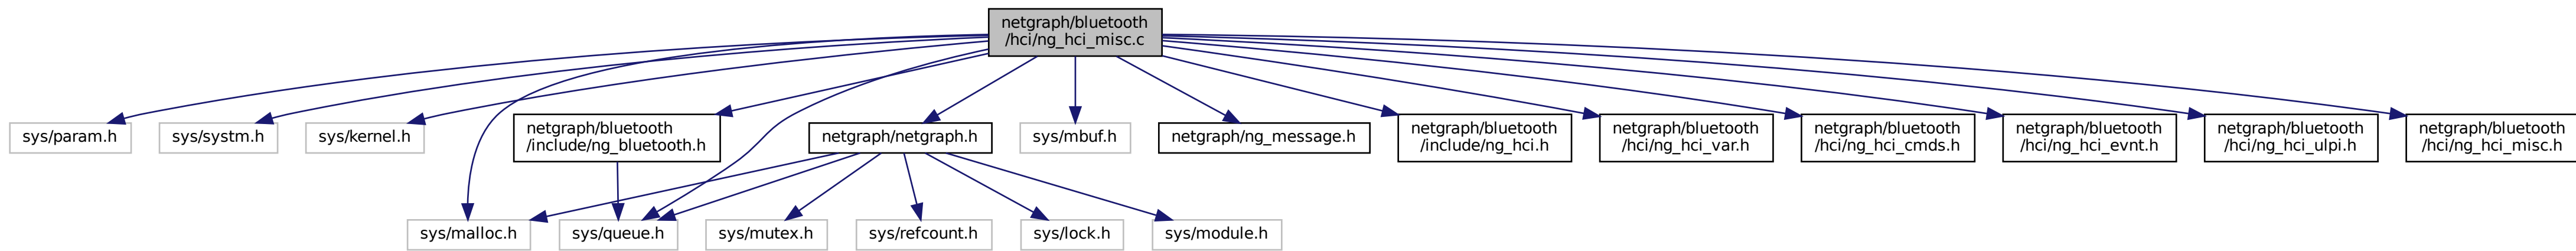 netgraph/bluetooth
/hci/ng_hci_misc.c
sys/param.h
sys/systm.h
sys/kernel.h
netgraph/bluetooth
/include/ng_bluetooth.h
netgraph/netgraph.h
sys/mbuf.h
netgraph/ng_message.h
netgraph/bluetooth
/include/ng_hci.h
netgraph/bluetooth
/hci/ng_hci_var.h
netgraph/bluetooth
/hci/ng_hci_cmds.h
netgraph/bluetooth
/hci/ng_hci_evnt.h
netgraph/bluetooth
/hci/ng_hci_ulpi.h
netgraph/bluetooth
/hci/ng_hci_misc.h
sys/malloc.h
sys/queue.h
sys/mutex.h
sys/refcount.h
sys/lock.h
sys/module.h